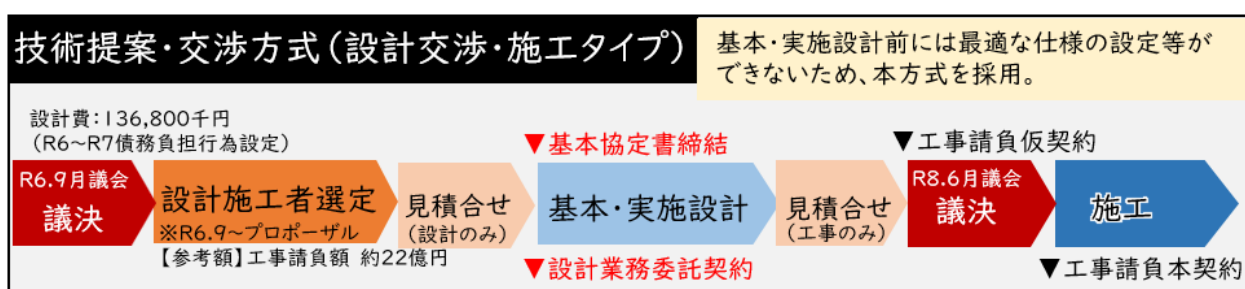 技術提案・交渉方式(設計交渉・施工タイプ)
基本・実施設計前には最適な仕様の設定等が
できないため、本方式を採用。
設計費:136,800千円
(R6~R7債務負担行為設定)
▼基本協定書締結
▼工事請負仮契約
R6.9月議会
議決
設計施工者選定
※R6.9~プロポーザル
見積合せ
(設計のみ)
基本・実施設計
見積合せ
(工事のみ)
R8.6月議会
議決
施工
【参考額】工事請負額 約22億円
▼設計業務委託契約
▼工事請負本契約